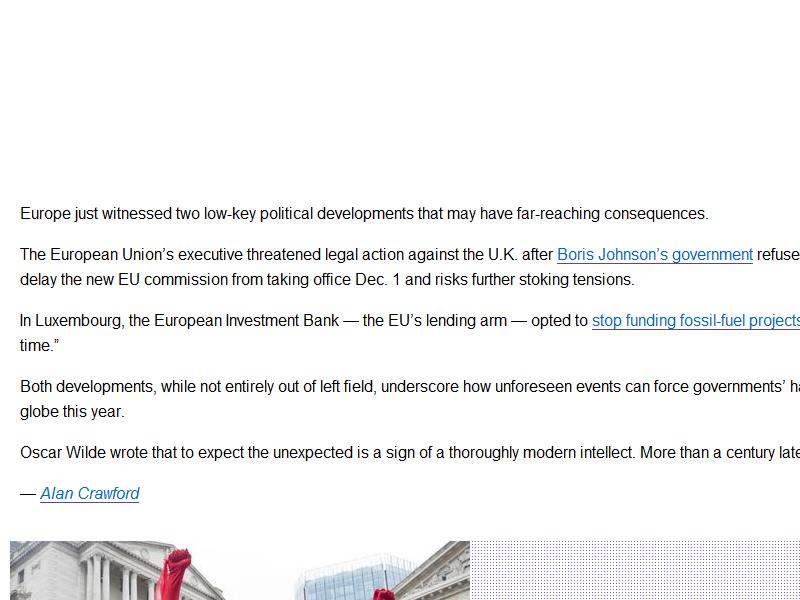 Europe just witnessed two low-key political developments that may have far-reaching consequences.
The European Union’s executive threatened legal action against the U.K. after Boris Johnson’s government refuse
delay the new EU commission from taking office Dec. 1 and risks further stoking tensions.
In Luxembourg, the European Investment Bank — the EU’s lending arm — opted to stop funding fossil-fuel projects
time.”
Both developments, while not entirely out of left field, underscore how unforeseen events can force governments’ ha
globe this year.
Oscar Wilde wrote that to expect the unexpected is a sign of a thoroughly modern intellect. More than a century late
— Alan Crawford